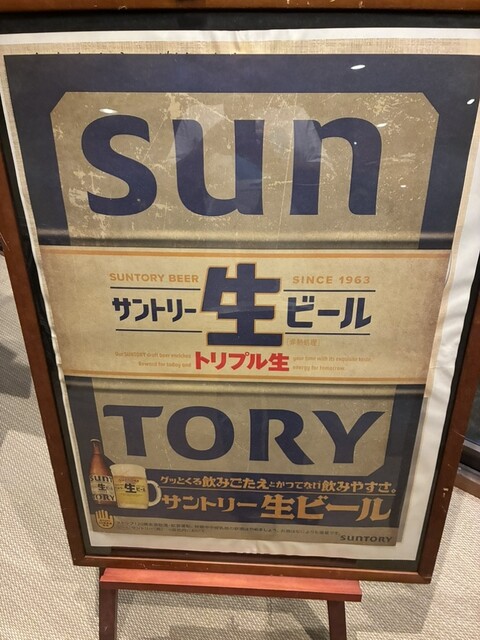 sun
SUNTORY BEER SINCE 1963
サントリー 生 ビール
[非熱処理]
トリプル生
TORY
グッとくる飲みごたえとかつてない飲みやすさ。
サントリー生ビール
SUNTORY